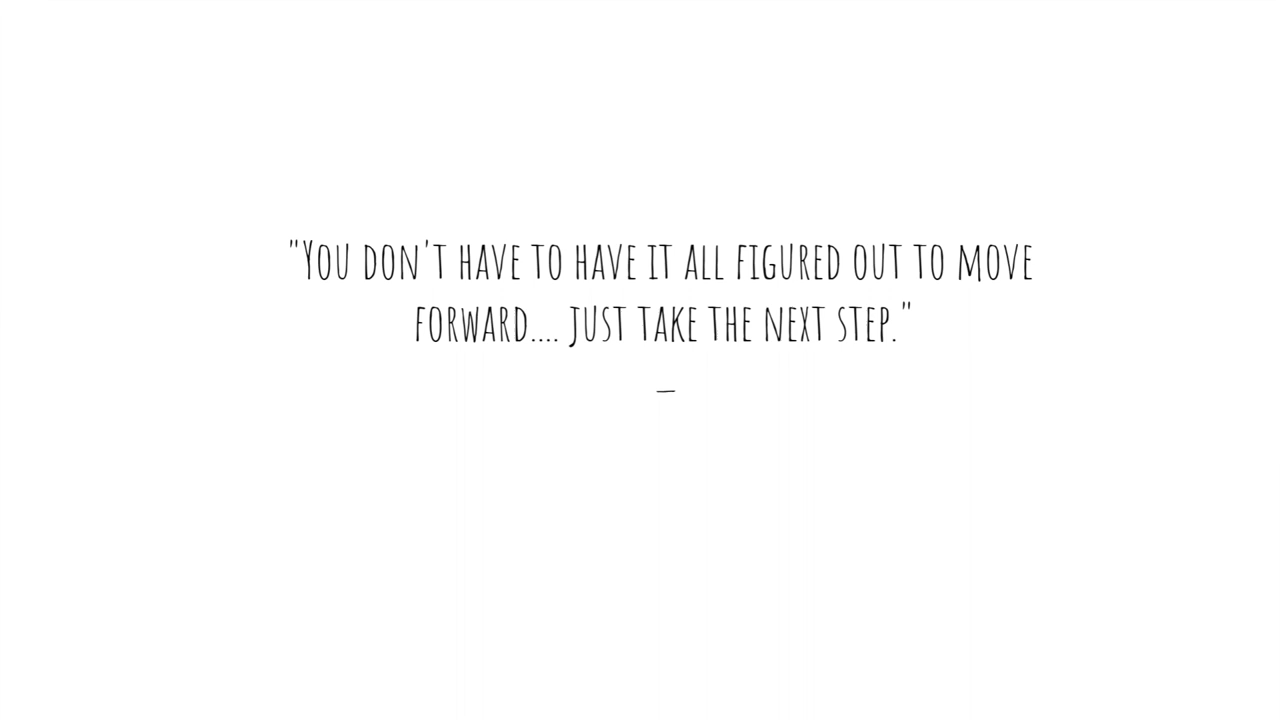 "You don't have to have it all figured out to move
forward.... just take the next step."
–